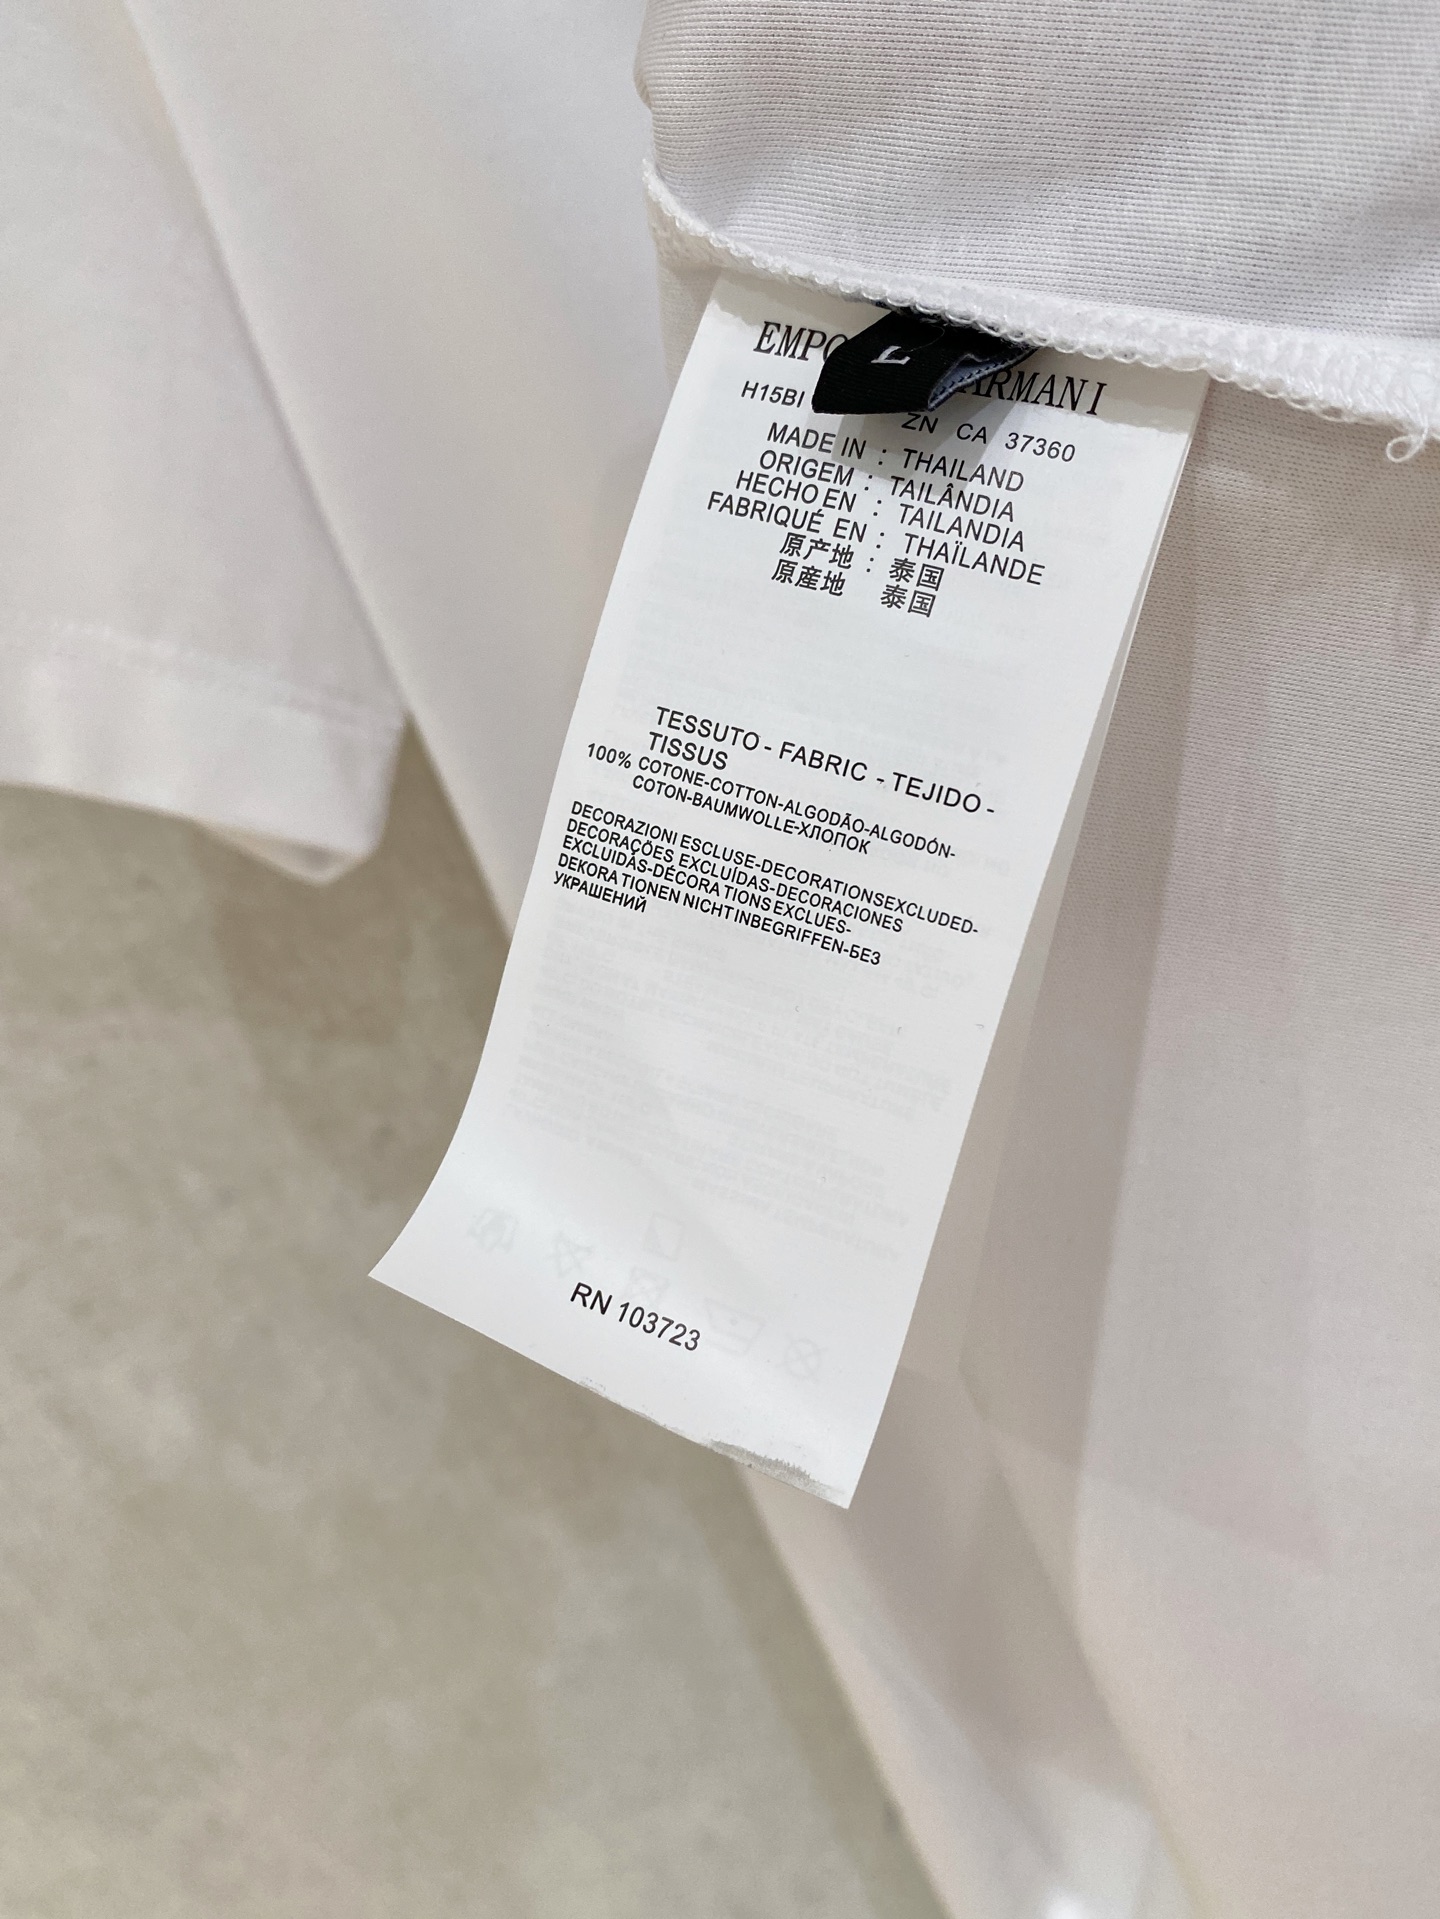 ARMANI
H15BI ZN CA 37360
MADE IN : THAILAND
ORIGEM : TAILÂNDIA
HECHO EN : TAILANDIA
FABRIQUÉ EN : THAÏLANDE
原产地 : 泰国
原産地 泰国
TESSUTO - FABRIC - TEJIDO -
TISSUS
100% COTONE-COTTON-ALGODÃO-ALGODÓN-
COTON-BAUMWOLLE-ХЛОПОК
DECORAZIONI ESCLUSE-DECORATIONSEXCLUDED-
DECORAÇÕES EXCLUÍDAS-DECORACIONES
EXCLUIDAS-DÉCORATIONS EXCLUES-
DEKORATIONEN NICHT INBEGRIFFEN-БЕЗ
УКРАШЕНИЙ
RN 103723